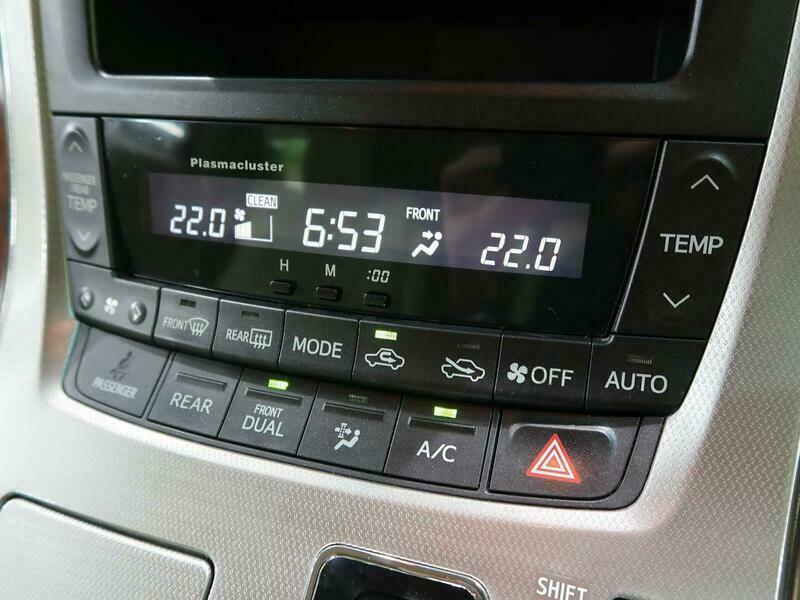 Plasmacluster
PASSENGER
/REAR
TEMP
22.0
CLEAN
6:53
FRONT
22.0
TEMP
H
M
:00
FRONT
REAR
MODE
OFF
AUTO
PASSENGER
REAR
FRONT
DUAL
A/C
SHIFT